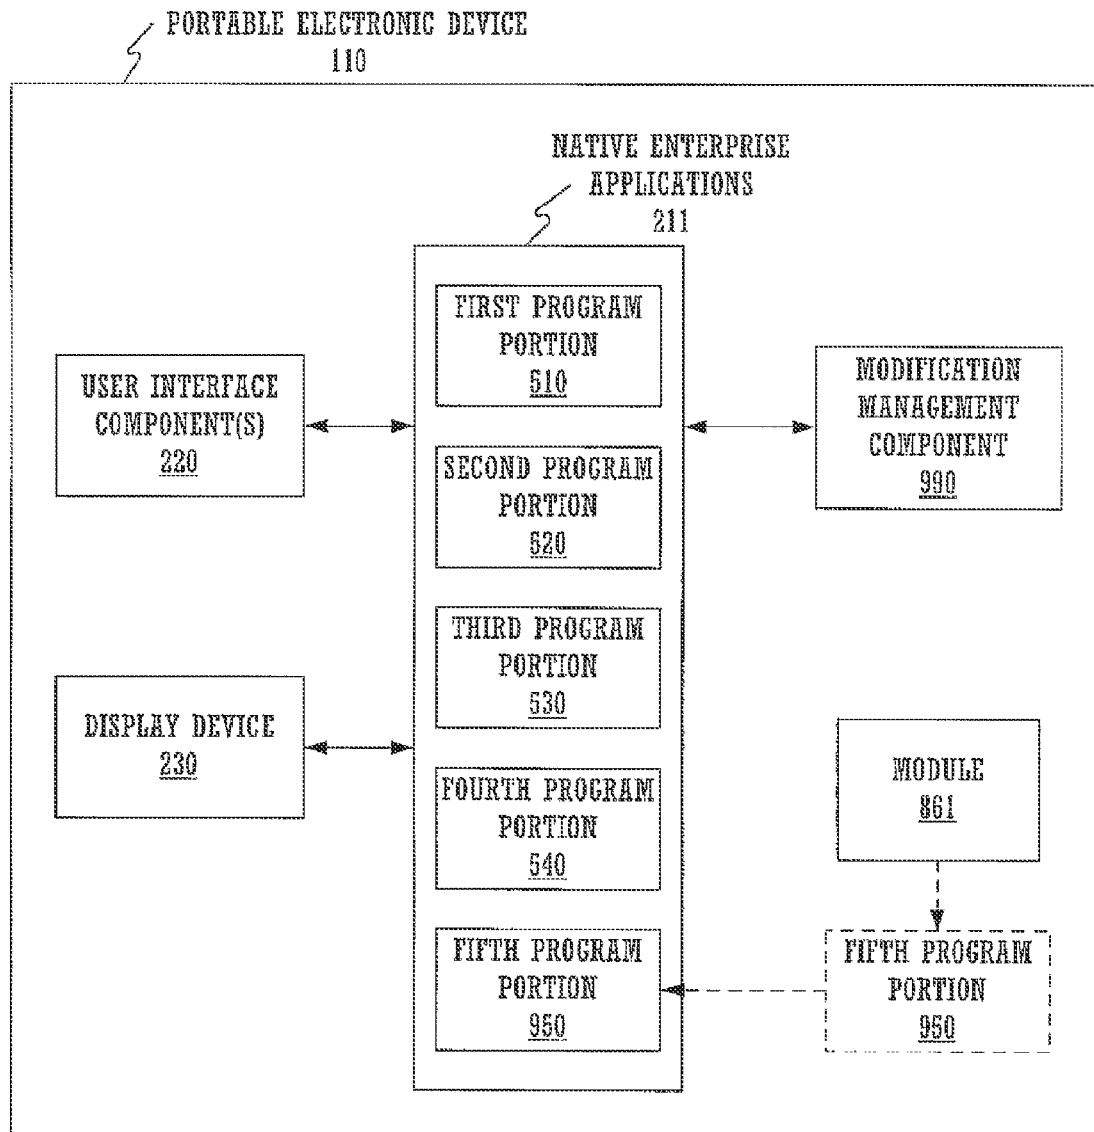 PORTABLE ELECTRONIC DEVICE
110
NATIVE ENTERPRISE
APPLICATIONS
211
FIRST PROGRAM
PORTION
510
USER INTERFACE
COMPONENT(S)
220
MODIFICATION
MANAGEMENT
COMPONENT
990
SECOND PROGRAM
PORTION
520
THIRD PROGRAM
PORTION
530
DISPLAY DEVICE
230
MODULE
861
FOURTH PROGRAM
PORTION
540
FIFTH PROGRAM
PORTION
950
FIFTH PROGRAM
PORTION
950